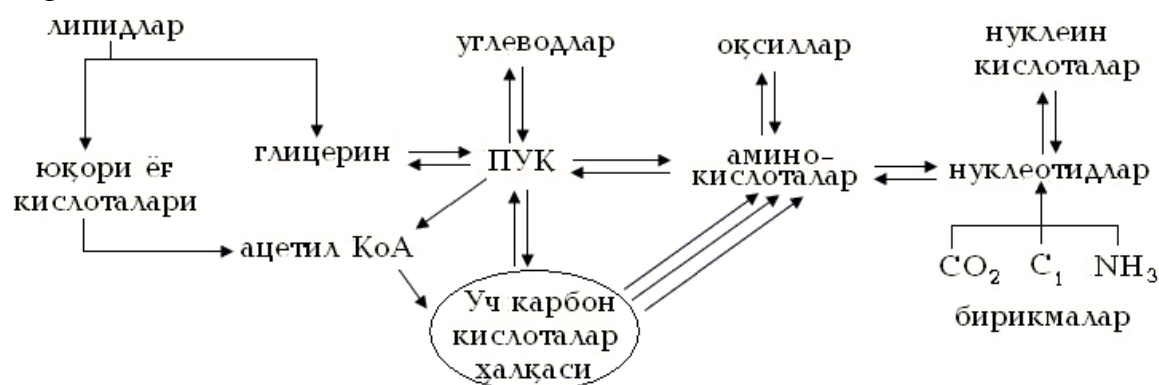 липидлар
углеводлар
оқсиллар
нуклеин
кислоталар
юқори ёғ
кислоталари
глицерин
ПУК
амино-
кислоталар
нуклеотидлар
ацетил КоА
Уч карбон
кислоталар
ҳалқаси
CO₂ C₁ NH₃
бирикмалар